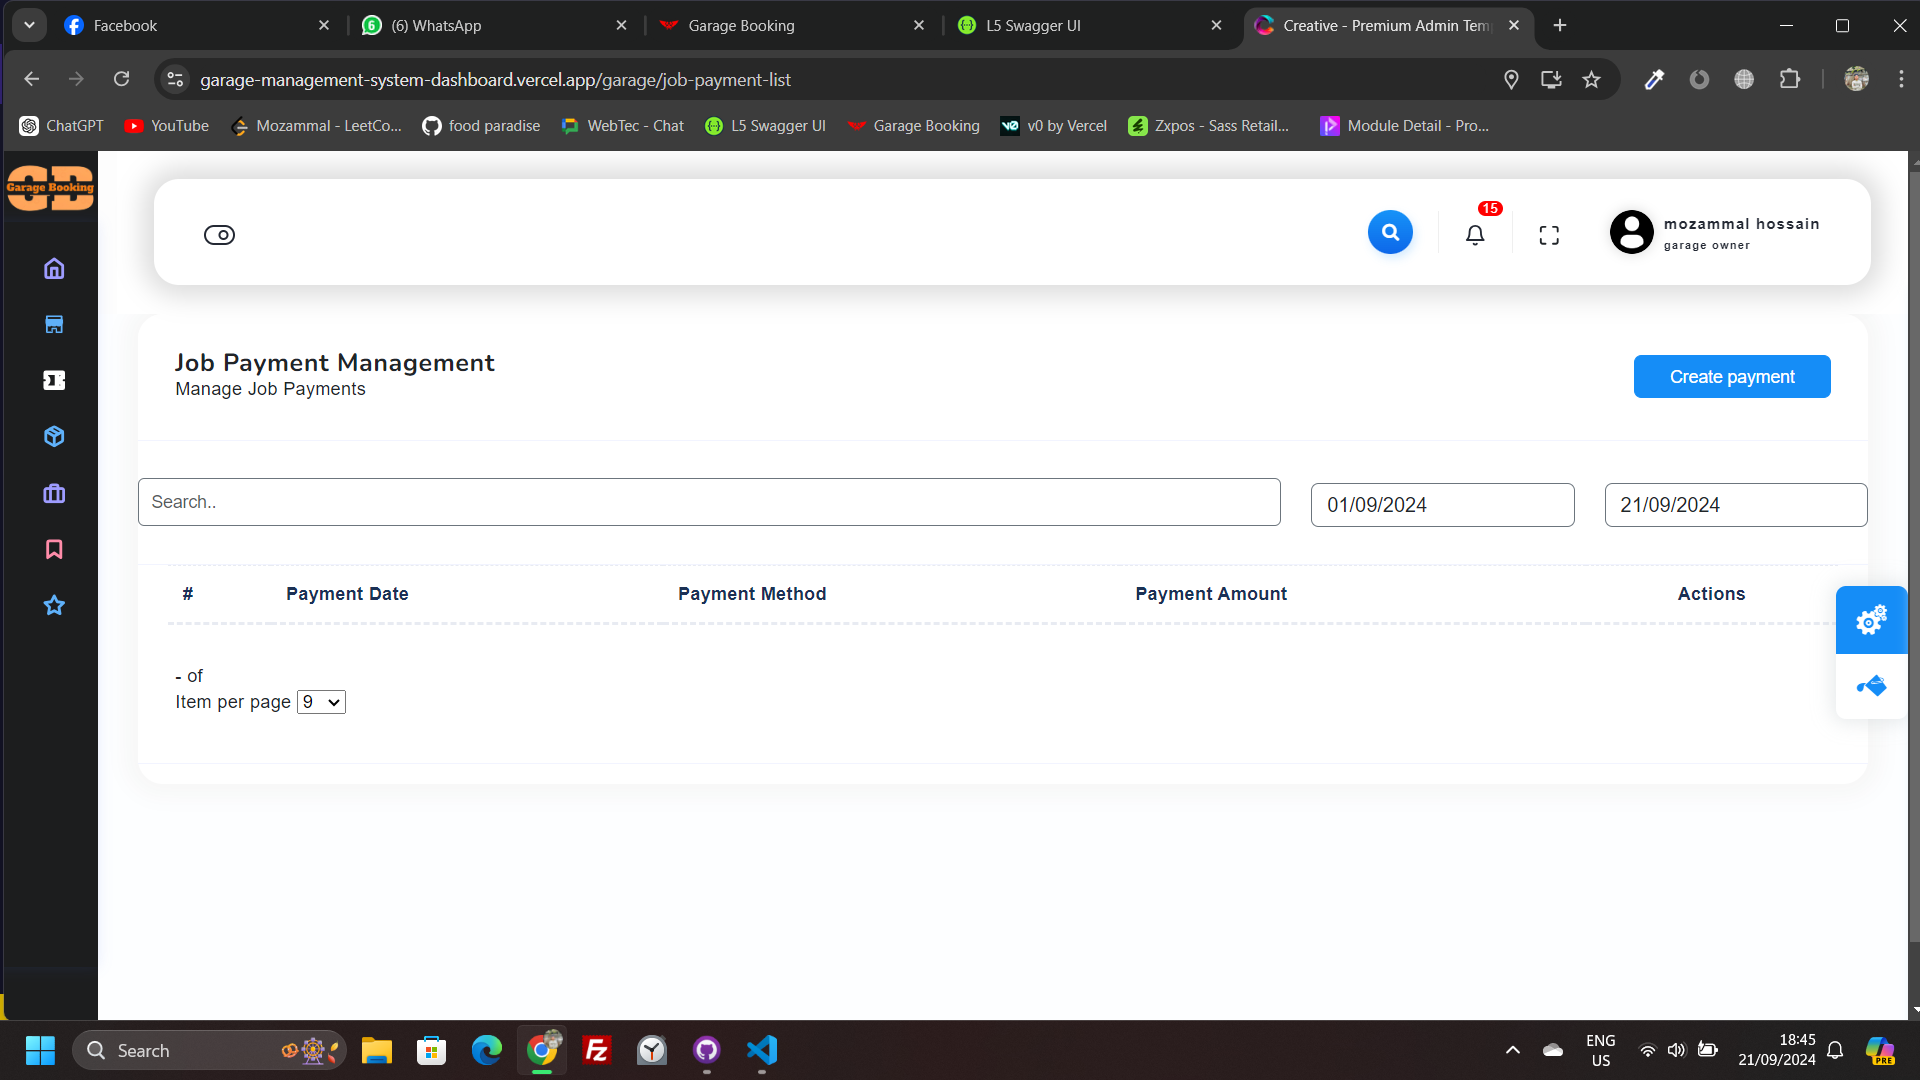 Facebook
(6) WhatsApp
Garage Booking
L5 Swagger UI
Creative - Premium Admin Tem
garage-management-system-dashboard.vercel.app/garage/job-payment-list
ChatGPT
YouTube
Mozammal - LeetCo...
food paradise
WebTec - Chat
L5 Swagger UI
Garage Booking
v0 by Vercel
Zxpos - Sass Retail...
Module Detail - Pro...
GB
Garage Booking
15
mozammal hossain
garage owner
Job Payment Management
Manage Job Payments
Create payment
Search..
01/09/2024
21/09/2024
# Payment Date Payment Method Payment Amount Actions
- of
Item per page 9
Search
ENG
US
18:45
21/09/2024
PRE